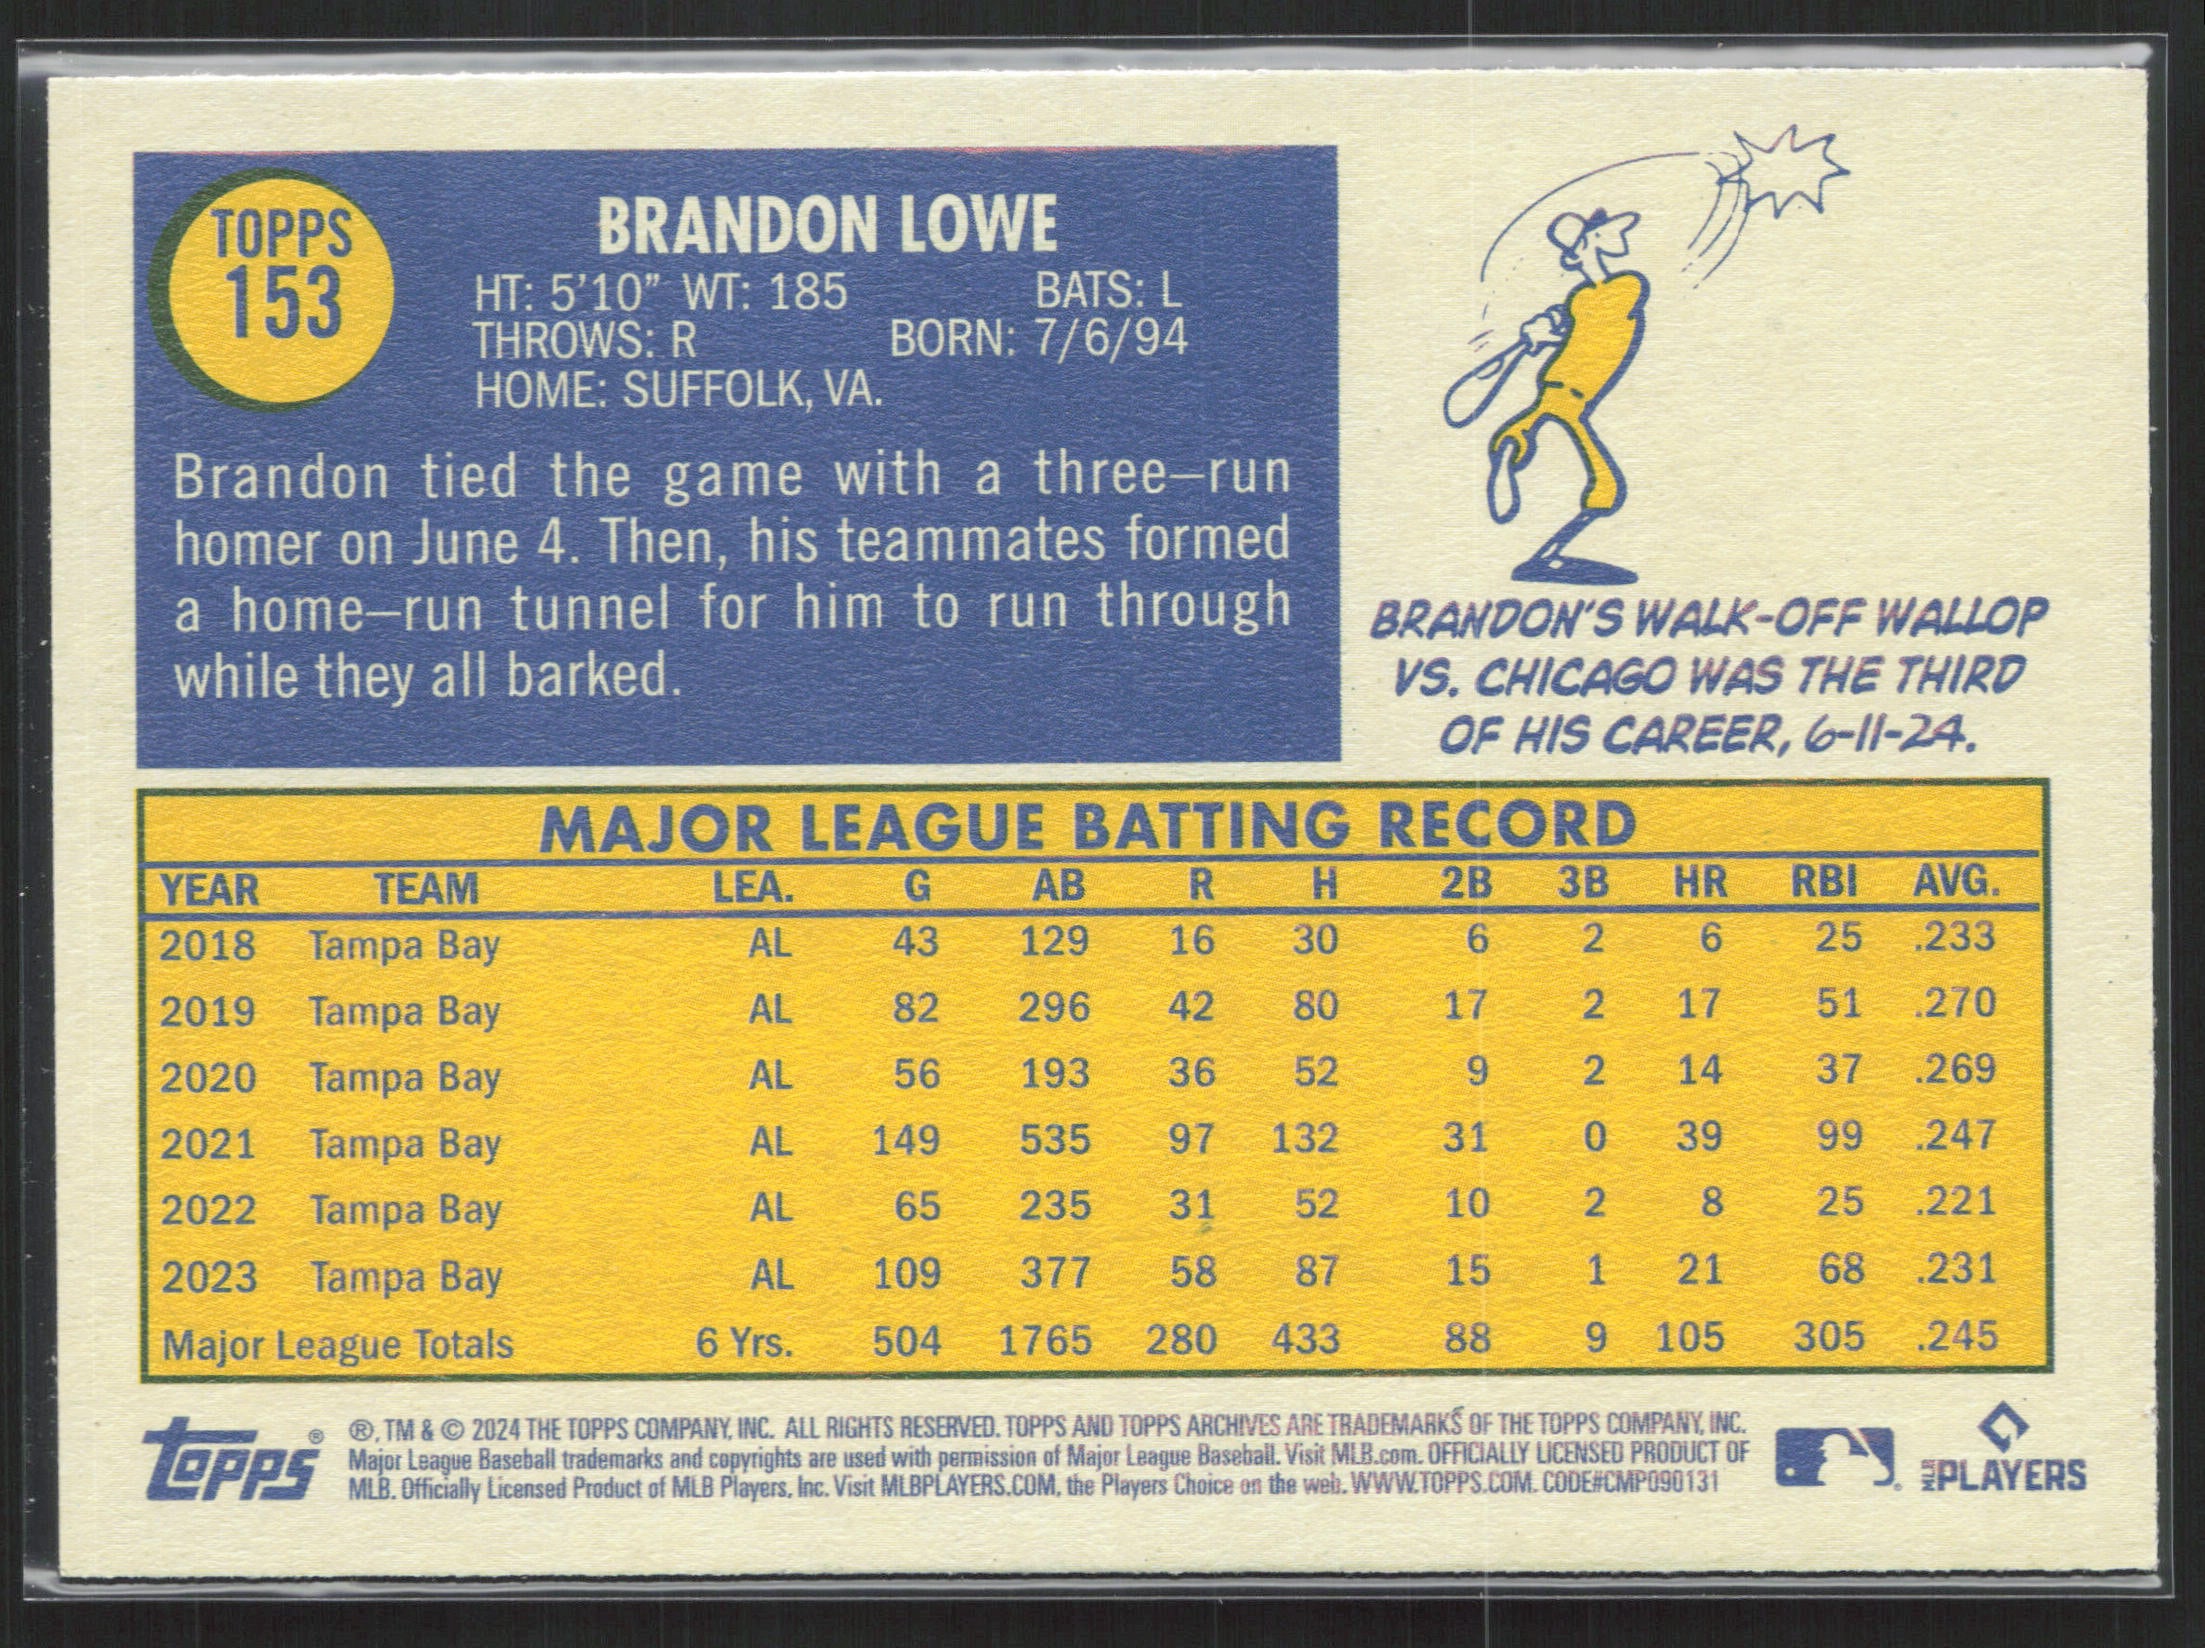 TOPPS
153
BRANDON LOWE
HT: 5'10" WT: 185 BATS: L
THROWS: R BORN: 7/6/94
HOME: SUFFOLK, VA.
Brandon tied the game with a three–run
homer on June 4. Then, his teammates formed
a home–run tunnel for him to run through
while they all barked.
BRANDON'S WALK-OFF WALLOP
VS. CHICAGO WAS THE THIRD
OF HIS CAREER, 6-11-24.
MAJOR LEAGUE BATTING RECORD
YEAR TEAM LEA. G AB R H 2B 3B HR RBI AVG.
2018 Tampa Bay AL 43 129 16 30 6 2 6 25 .233
2019 Tampa Bay AL 82 296 42 80 17 2 17 51 .270
2020 Tampa Bay AL 56 193 36 52 9 2 14 37 .269
2021 Tampa Bay AL 149 535 97 132 31 0 39 99 .247
2022 Tampa Bay AL 65 235 31 52 10 2 8 25 .221
2023 Tampa Bay AL 109 377 58 87 15 1 21 68 .231
Major League Totals 6 Yrs. 504 1765 280 433 88 9 105 305 .245
topps®
®, TM & © 2024 THE TOPPS COMPANY, INC. ALL RIGHTS RESERVED. TOPPS AND TOPPS ARCHIVES ARE TRADEMARKS OF THE TOPPS COMPANY, INC.
Major League Baseball trademarks and copyrights are used with permission of Major League Baseball. Visit MLB.com. OFFICIALLY LICENSED PRODUCT OF
MLB. Officially Licensed Product of MLB Players, Inc. Visit MLBPLAYERS.COM, the Players Choice on the web. WWW.TOPPS.COM. CODE#CMP090131
MLB PLAYERS